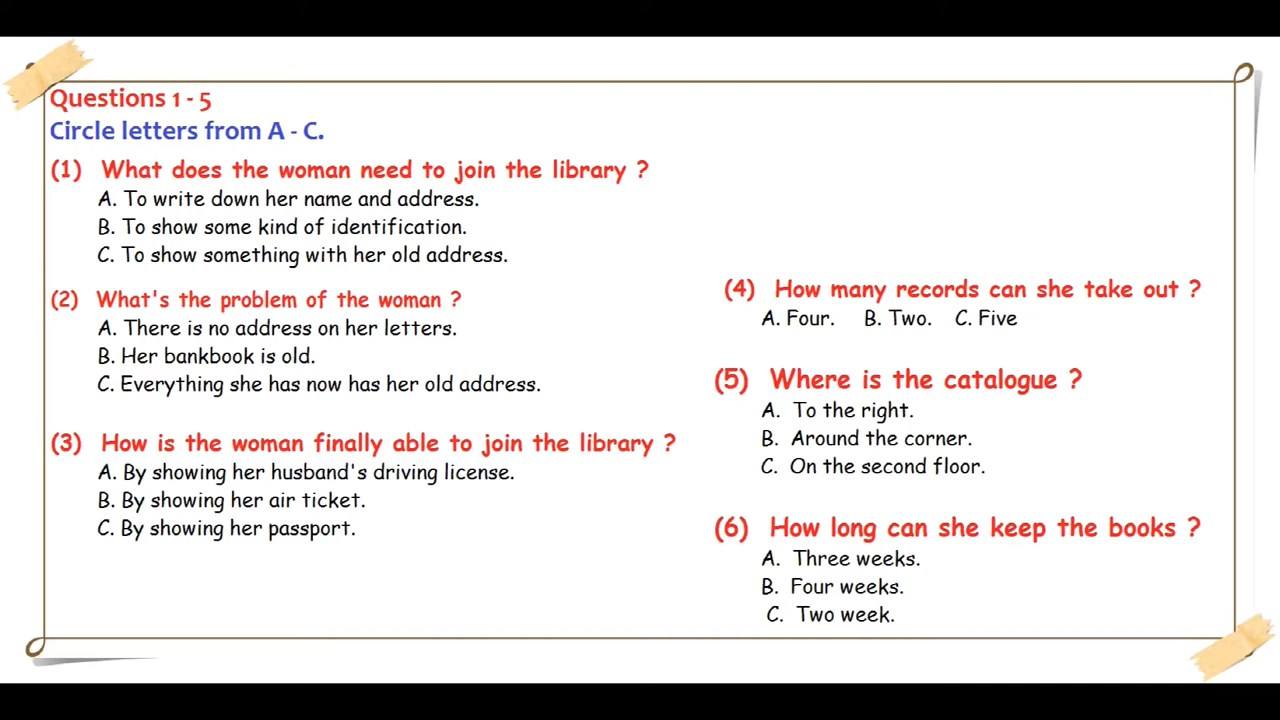 Questions 1 - 5
Circle letters from A - C.
(1) What does the woman need to join the library ?
A. To write down her name and address.
B. To show some kind of identification.
C. To show something with her old address.
(2) What's the problem of the woman ?
A. There is no address on her letters.
B. Her bankbook is old.
C. Everything she has now has her old address.
(3) How is the woman finally able to join the library ?
A. By showing her husband's driving license.
B. By showing her air ticket.
C. By showing her passport.
(4) How many records can she take out ?
A. Four. B. Two. C. Five
(5) Where is the catalogue ?
A. To the right.
B. Around the corner.
C. On the second floor.
(6) How long can she keep the books ?
A. Three weeks.
B. Four weeks.
C. Two week.